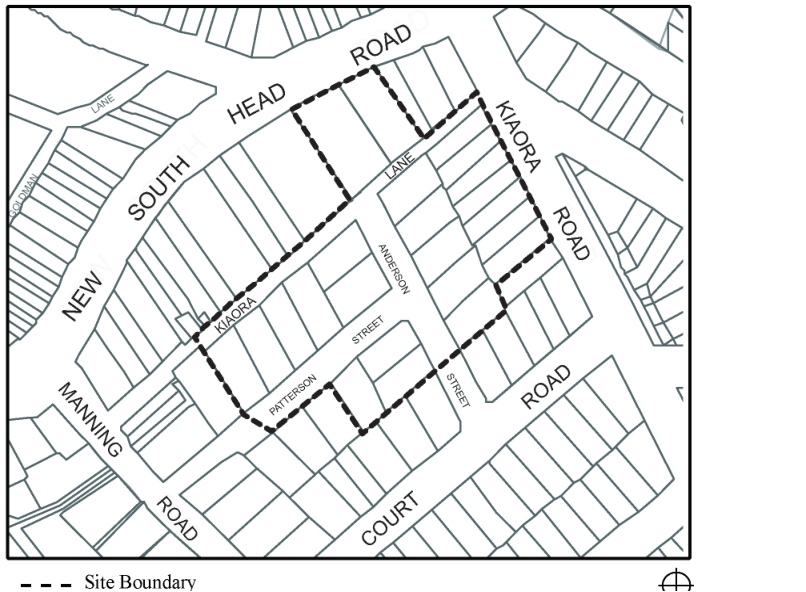 NEW SOUTH HEAD ROAD
LANE
GOLDMAN
KIAORA ROAD
LANE
ANDERSON
KIAORA
STREET
PATTERSON
STREET
MANNING
ROAD
COURT ROAD
Site Boundary